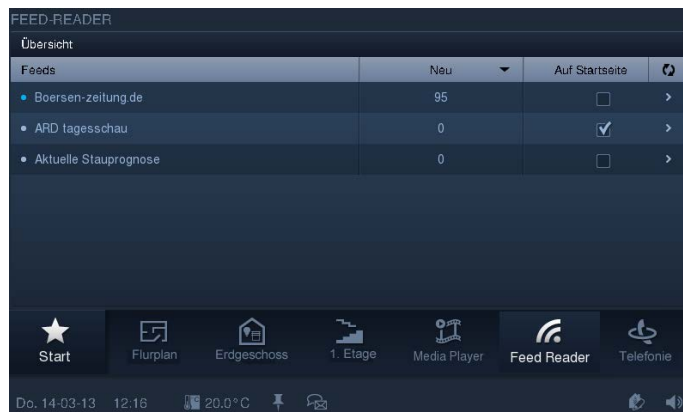 FEED-READER
Übersicht
Feeds Neu Auf Startseite
Boersen-zeitung.de 95
ARD tagesschau 0
Aktuelle Stauprognose 0
Start Flurplan Erdgeschoss 1. Etage Media Player Feed Reader Telefonie
Do. 14-03-13 12:16 20.0°C